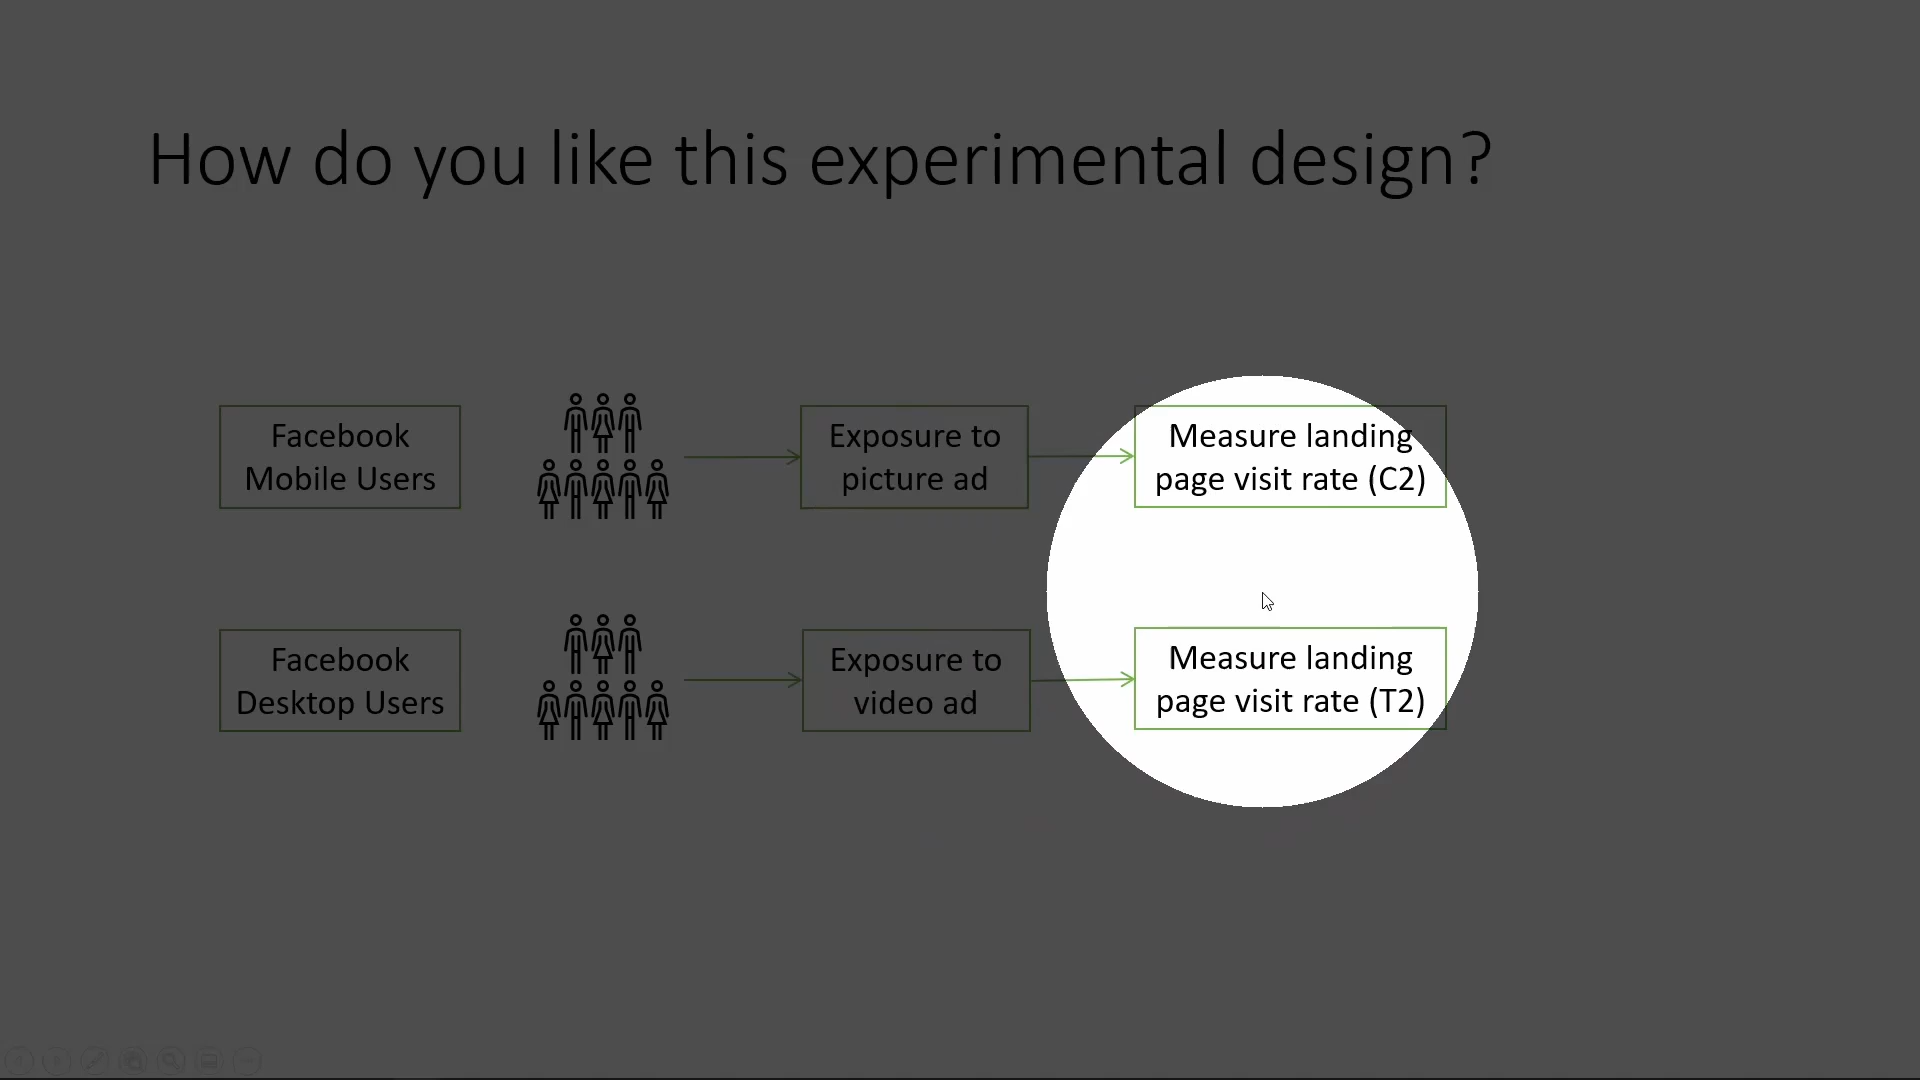 How do you like this experimental design?
Facebook
Mobile Users
Exposure to
picture ad
Measure landing
page visit rate (C2)
Facebook
Desktop Users
Exposure to
video ad
Measure landing
page visit rate (T2)